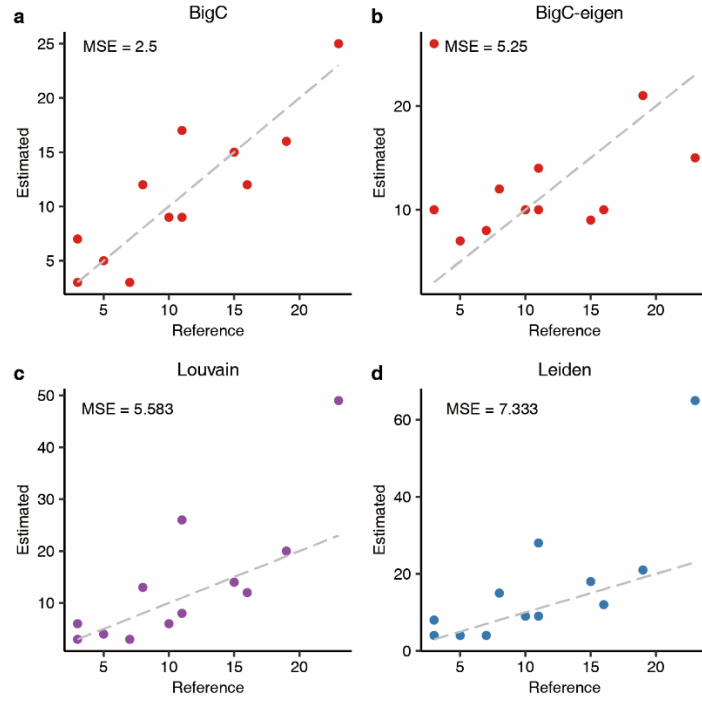 a
BigC
MSE = 2.5
Estimated
25
20
15
10
5
5
10
15
20
Reference
b
BigC-eigen
MSE = 5.25
Estimated
20
10
5
10
15
20
Reference
c
Louvain
MSE = 5.583
Estimated
50
40
30
20
10
5
10
15
20
Reference
d
Leiden
MSE = 7.333
Estimated
60
40
20
0
5
10
15
20
Reference